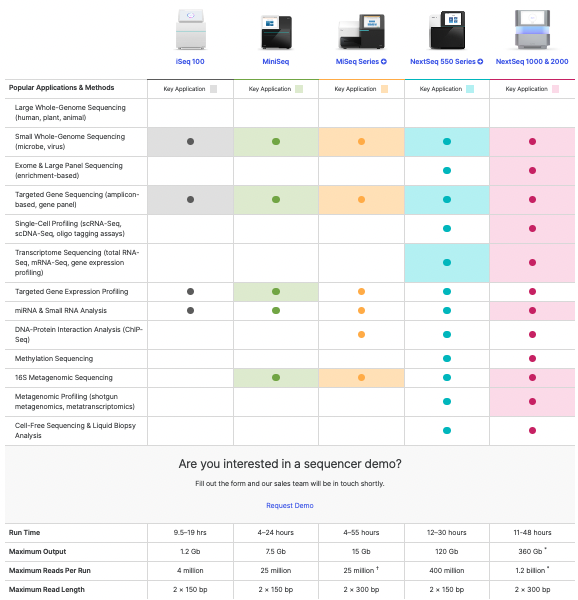 iSeq 100 MiniSeq MiSeq Series NextSeq 550 Series NextSeq 1000 & 2000
Popular Applications & Methods Key Application Key Application Key Application Key Application Key Application
Large Whole-Genome Sequencing
(human, plant, animal)
Small Whole-Genome Sequencing
(microbe, virus)
Exome & Large Panel Sequencing
(enrichment-based)
Targeted Gene Sequencing (amplicon-
based, gene panel)
Single-Cell Profiling (scRNA-Seq,
scDNA-Seq, oligo tagging assays)
Transcriptome Sequencing (total RNA-
Seq, mRNA-Seq, gene expression
profiling)
Targeted Gene Expression Profiling
miRNA & Small RNA Analysis
DNA-Protein Interaction Analysis (ChIP-
Seq)
Methylation Sequencing
16S Metagenomic Sequencing
Metagenomic Profiling (shotgun
metagenomics, metatranscriptomics)
Cell-Free Sequencing & Liquid Biopsy
Analysis
Are you interested in a sequencer demo?
Fill out the form and our sales team will be in touch shortly.
Request Demo
Run Time 9.5–19 hrs 4–24 hours 4–55 hours 12–30 hours 11-48 hours
Maximum Output 1.2 Gb 7.5 Gb 15 Gb 120 Gb 360 Gb *
Maximum Reads Per Run 4 million 25 million 25 million † 400 million 1.2 billion *
Maximum Read Length 2 × 150 bp 2 × 150 bp 2 × 300 bp 2 × 150 bp 2 × 300 bp